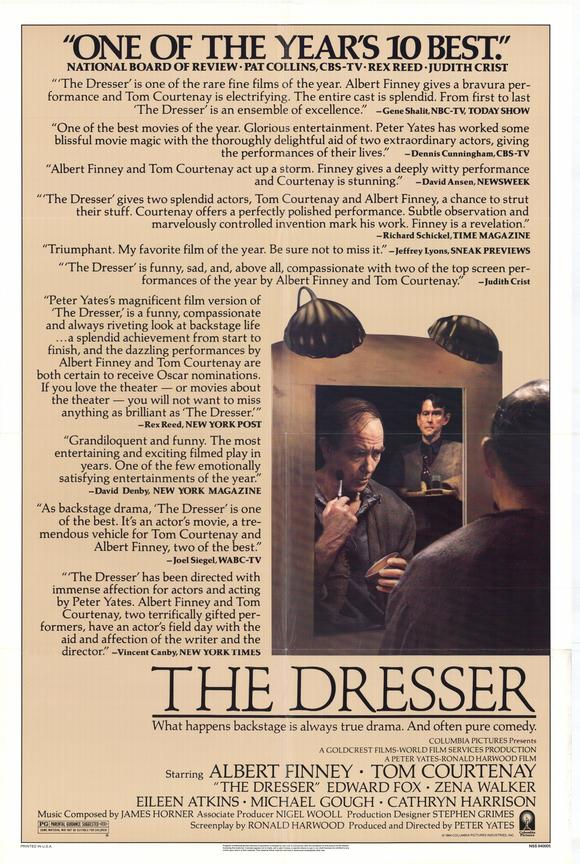 “ONE OF THE YEAR'S 10 BEST.”
NATIONAL BOARD OF REVIEW · PAT COLLINS, CBS-TV · REX REED · JUDITH CRIST
“‘The Dresser’ is one of the rare fine films of the year. Albert Finney gives a bravura per-
formance and Tom Courtenay is electrifying. The entire cast is splendid. From first to last
‘The Dresser’ is an ensemble of excellence.” —Gene Shalit, NBC-TV, TODAY SHOW
“One of the best movies of the year. Glorious entertainment. Peter Yates has worked some
blissful movie magic with the thoroughly delightful aid of two extraordinary actors, giving
the performances of their lives.” —Dennis Cunningham, CBS-TV
“Albert Finney and Tom Courtenay act up a storm. Finney gives a deeply witty performance
and Courtenay is stunning.” —David Ansen, NEWSWEEK
“‘The Dresser’ gives two splendid actors, Tom Courtenay and Albert Finney, a chance to strut
their stuff. Courtenay offers a perfectly polished performance. Subtle observation and
marvelously controlled invention mark his work. Finney is a revelation.”
—Richard Schickel, TIME MAGAZINE
“Triumphant. My favorite film of the year. Be sure not to miss it.” —Jeffrey Lyons, SNEAK PREVIEWS
“‘The Dresser’ is funny, sad, and, above all, compassionate with two of the top screen per-
formances of the year by Albert Finney and Tom Courtenay.” —Judith Crist
“Peter Yates's magnificent film version of
‘The Dresser,’ is a funny, compassionate
and always riveting look at backstage life
...a splendid achievement from start to
finish, and the dazzling performances by
Albert Finney and Tom Courtenay are
both certain to receive Oscar nominations.
If you love the theater — or movies about
the theater — you will not want to miss
anything as brilliant as ‘The Dresser.’”
—Rex Reed, NEW YORK POST
“Grandiloquent and funny. The most
entertaining and exciting filmed play in
years. One of the few emotionally
satisfying entertainments of the year.”
—David Denby, NEW YORK MAGAZINE
“As backstage drama, ‘The Dresser’ is one
of the best. It's an actor's movie, a tre-
mendous vehicle for Tom Courtenay and
Albert Finney, two of the best.”
—Joel Siegel, WABC-TV
“‘The Dresser’ has been directed with
immense affection for actors and acting
by Peter Yates. Albert Finney and Tom
Courtenay, two terrifically gifted per-
formers, have an actor's field day with the
aid and affection of the writer and the
director.” —Vincent Canby, NEW YORK TIMES
THE DRESSER
What happens backstage is always true drama. And often pure comedy.
COLUMBIA PICTURES Presents
A GOLDCREST FILMS-WORLD FILM SERVICES PRODUCTION
A PETER YATES-RONALD HARWOOD FILM
Starring ALBERT FINNEY · TOM COURTENAY
“THE DRESSER” EDWARD FOX · ZENA WALKER
EILEEN ATKINS · MICHAEL GOUGH · CATHRYN HARRISON
Music Composed by JAMES HORNER Associate Producer NIGEL WOOLL Production Designer STEPHEN GRIMES
Screenplay by RONALD HARWOOD Produced and Directed by PETER YATES
PG PARENTAL GUIDANCE SUGGESTED
SOME MATERIAL MAY NOT BE SUITABLE FOR CHILDREN
Columbia Pictures
© 1984 COLUMBIA PICTURES INDUSTRIES, INC.
PRINTED IN U.S.A.
NSS 840005